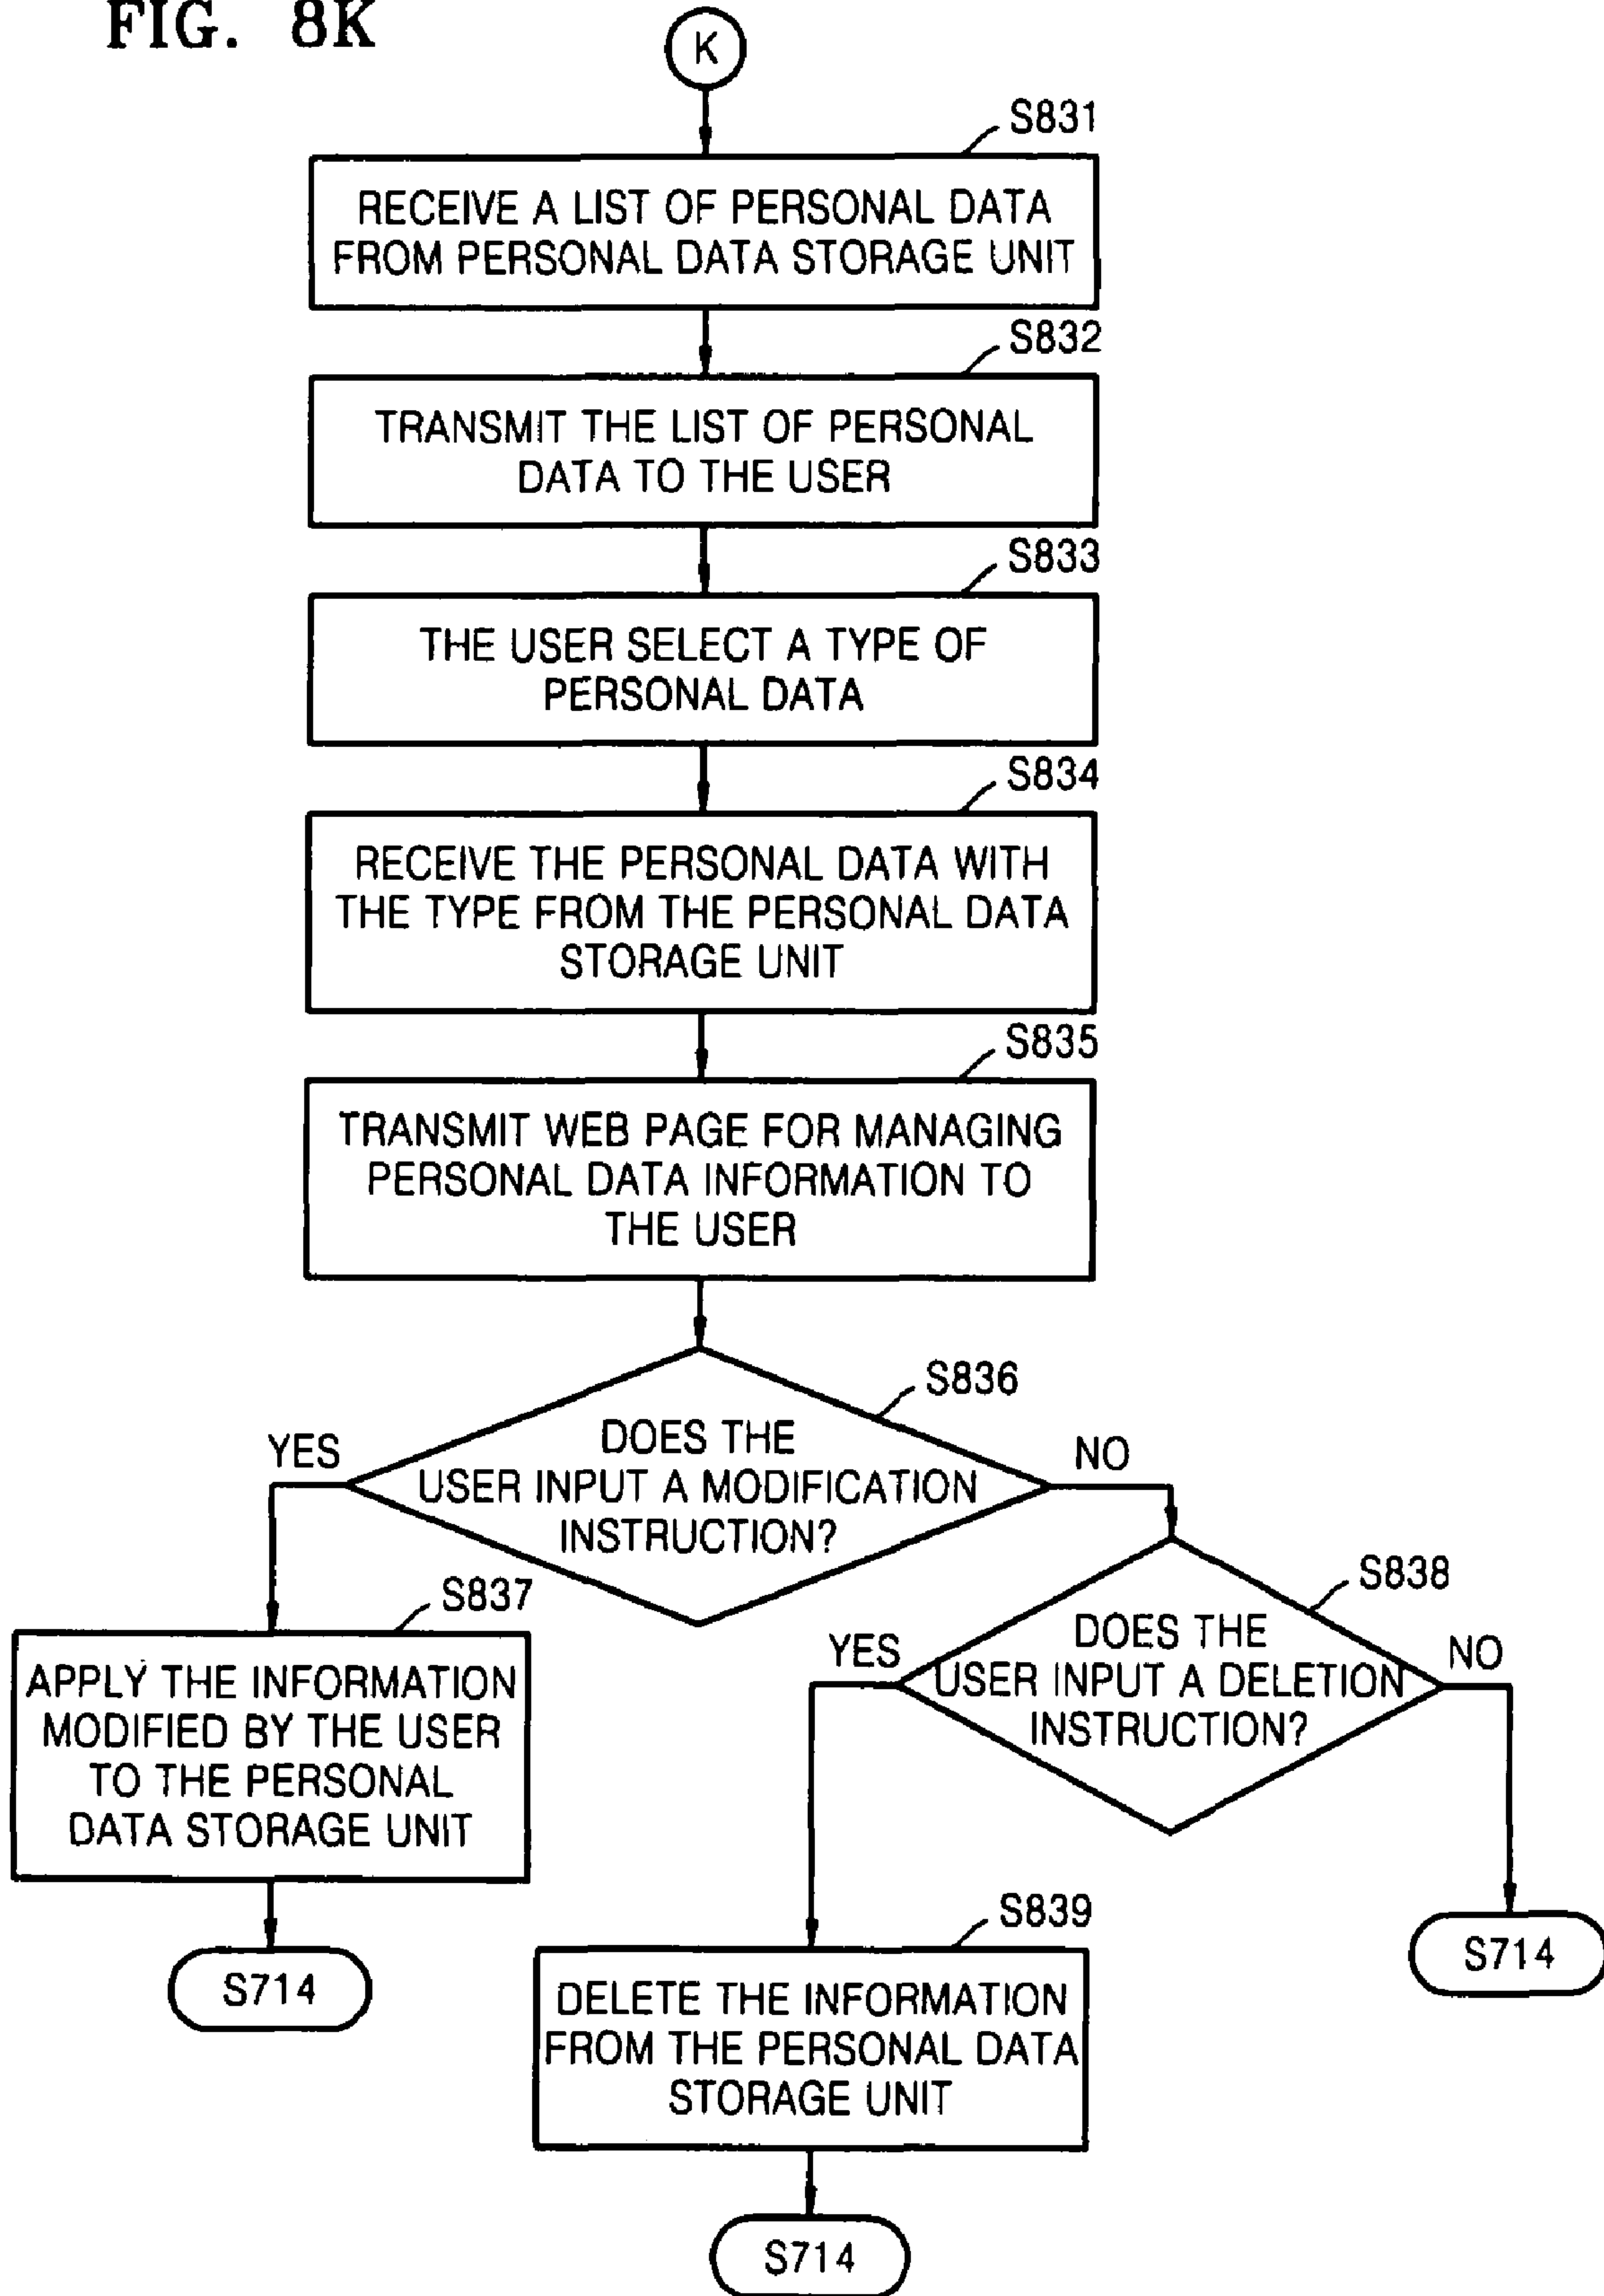 FIG. 8K
K
S831
RECEIVE A LIST OF PERSONAL DATA
FROM PERSONAL DATA STORAGE UNIT
S832
TRANSMIT THE LIST OF PERSONAL
DATA TO THE USER
S833
THE USER SELECT A TYPE OF
PERSONAL DATA
S834
RECEIVE THE PERSONAL DATA WITH
THE TYPE FROM THE PERSONAL DATA
STORAGE UNIT
S835
TRANSMIT WEB PAGE FOR MANAGING
PERSONAL DATA INFORMATION TO
THE USER
S836
YES
DOES THE
USER INPUT A MODIFICATION
INSTRUCTION?
NO
S837
APPLY THE INFORMATION
MODIFIED BY THE USER
TO THE PERSONAL
DATA STORAGE UNIT
S714
S838
YES
DOES THE
USER INPUT A DELETION
INSTRUCTION?
NO
S839
DELETE THE INFORMATION
FROM THE PERSONAL DATA
STORAGE UNIT
S714
S714